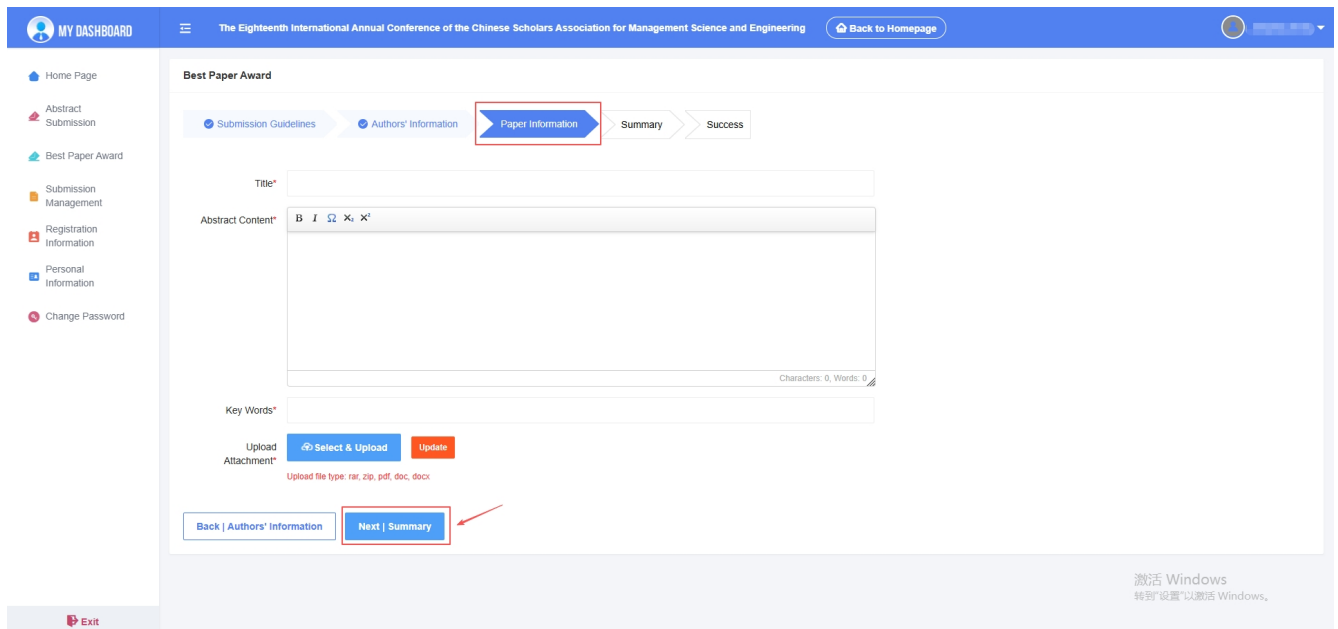 MY DASHBOARD
The Eighteenth International Annual Conference of the Chinese Scholars Association for Management Science and Engineering
Back to Homepage
Home Page
Abstract
Submission
Best Paper Award
Submission
Management
Registration
Information
Personal
Information
Change Password
Exit
Best Paper Award
Submission Guidelines
Authors' Information
Paper Information
Summary
Success
Title*
Abstract Content*
B I Ω X₂ X²
Characters: 0, Words: 0
Key Words*
Upload
Attachment*
Select & Upload
Update
Upload file type: rar, zip, pdf, doc, docx
Back | Authors' Information
Next | Summary
激活 Windows
转到"设置"以激活 Windows。